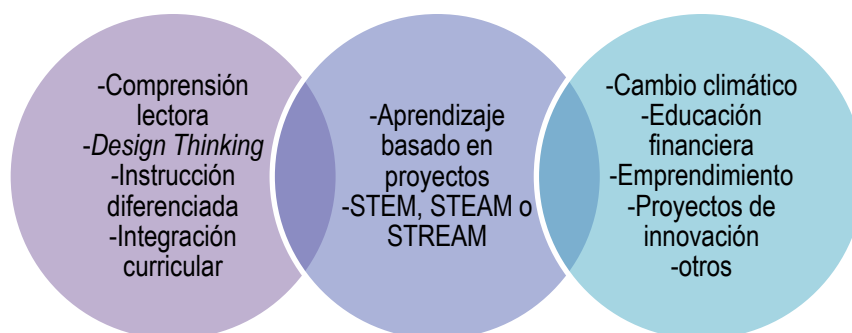 -Comprensión
lectora
-Design Thinking
-Instrucción
diferenciada
-Integración
curricular
-Aprendizaje
basado en
proyectos
-STEM, STEAM o
STREAM
-Cambio climático
-Educación
financiera
-Emprendimiento
-Proyectos de
innovación
-otros